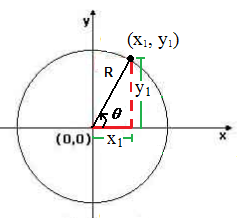 y
(x₁, y₁)
R
y₁
θ
(0,0)
x₁
x